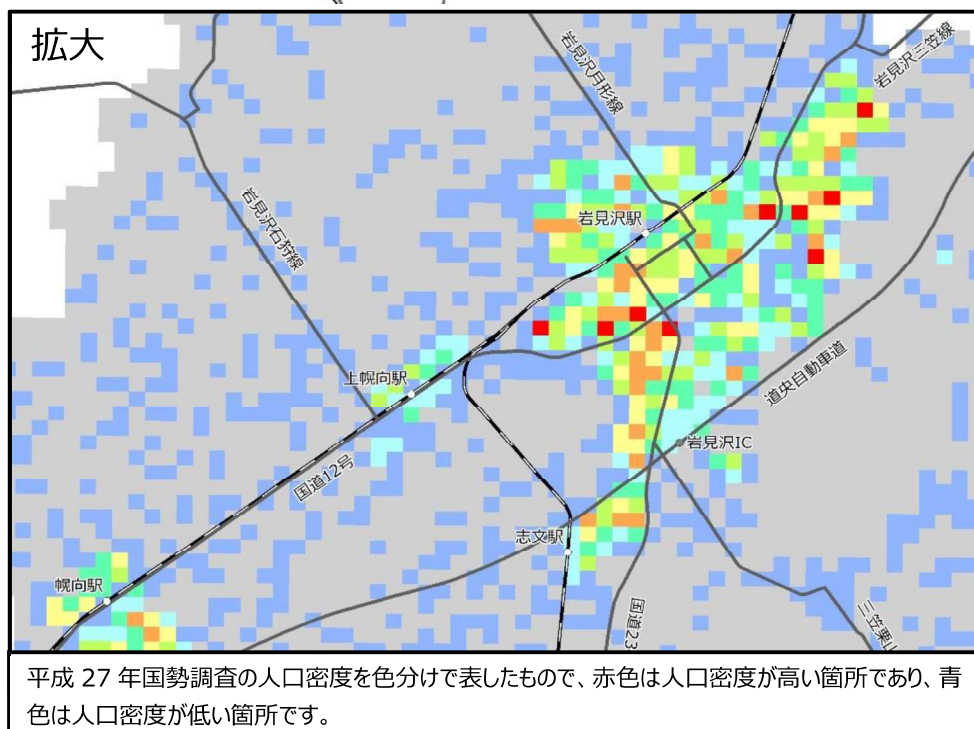 拡大
岩見沢三笠線
岩見沢月形線
岩見沢石狩線
岩見沢駅
道央自動車道
上幌向駅
岩見沢IC
国道12号
志文駅
幌向駅
国道23
三笠栗山
平成 27 年国勢調査の人口密度を色分けで表したもので、赤色は人口密度が高い箇所であり、青
色は人口密度が低い箇所です。